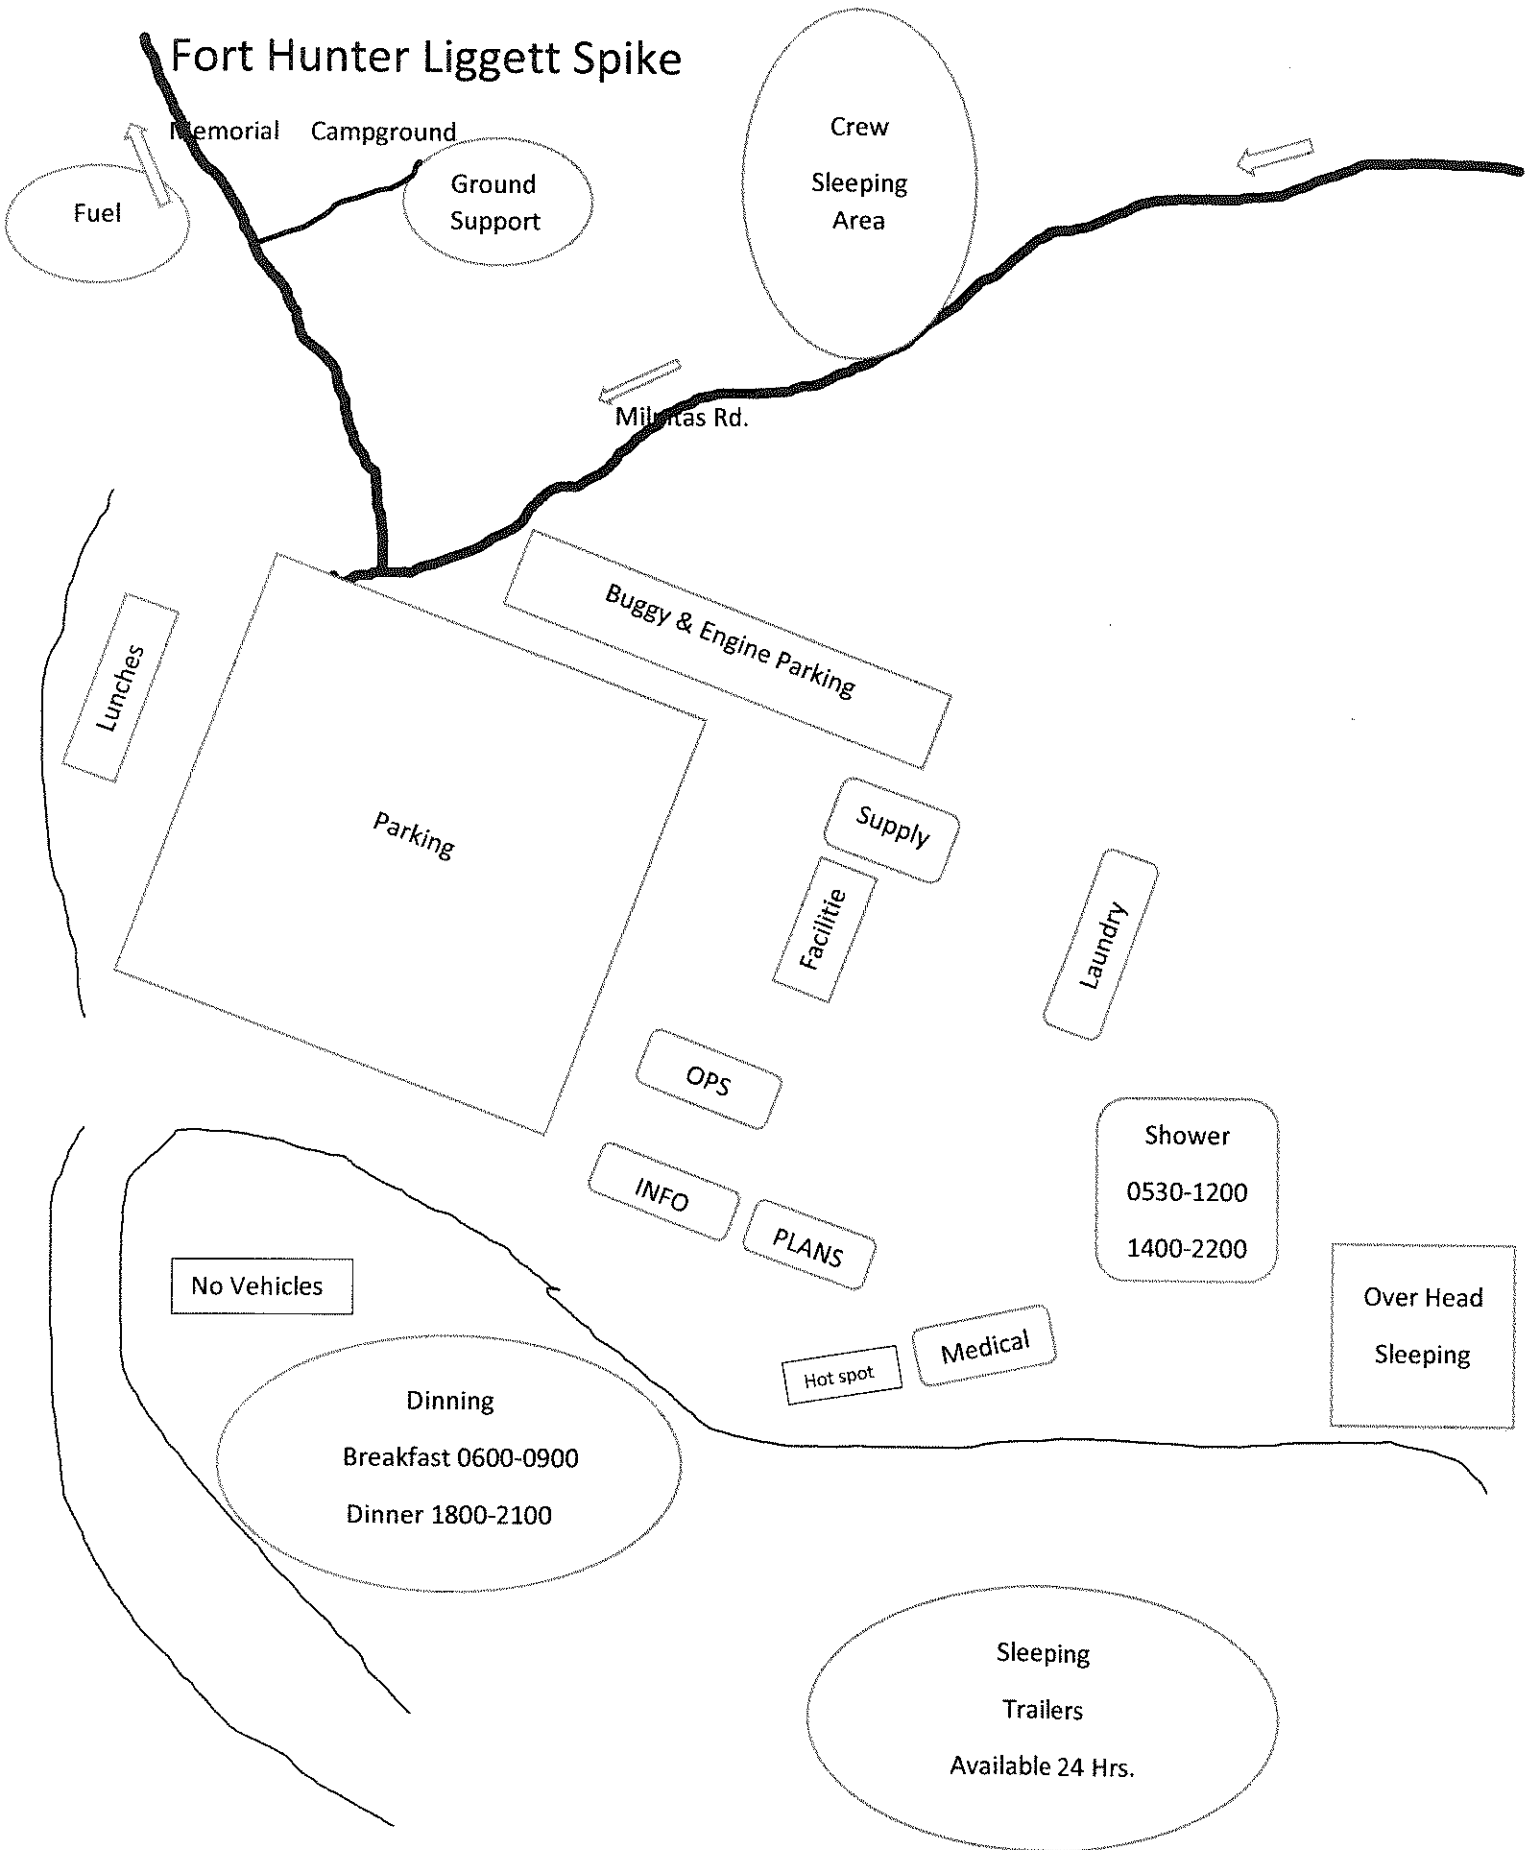 Fort Hunter Liggett Spike
Memorial Campground
Crew
Sleeping
Area
Fuel
Ground
Support
Milpitas Rd.
Buggy & Engine Parking
Lunches
Parking
Supply
Facilitie
Laundry
OPS
INFO
PLANS
Shower
0530-1200
1400-2200
No Vehicles
Over Head
Sleeping
Medical
Hot spot
Dinning
Breakfast 0600-0900
Dinner 1800-2100
Sleeping
Trailers
Available 24 Hrs.